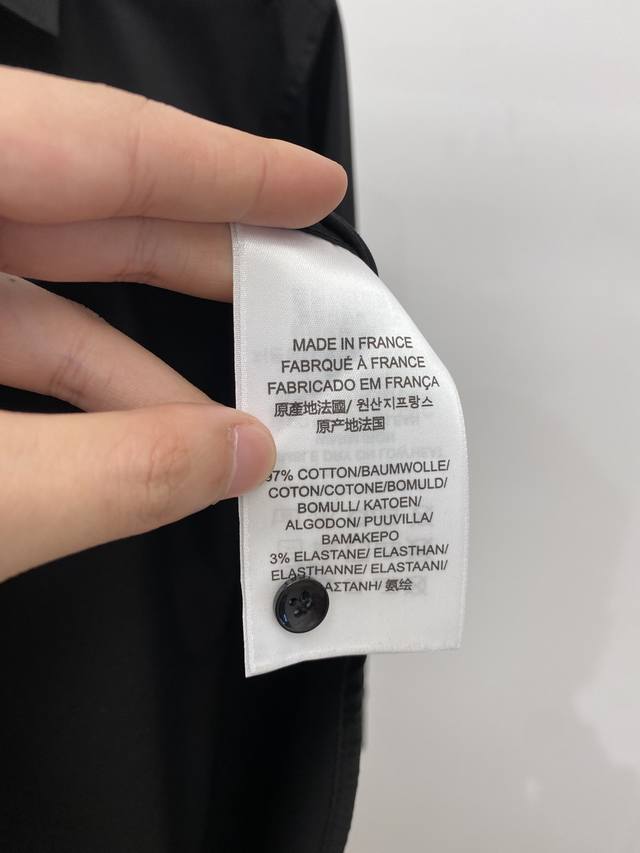 MADE IN FRANCE
FABRQUÉ À FRANCE
FABRICADO EM FRANÇA
原產地法國/ 원산지프랑스
原产地法国
97% COTTON/BAUMWOLLE/
COTON/COTONE/BOMULD/
BOMULL/ KATOEN/
ALGODON/ PUUVILLA/
BAMAKEPO
3% ELASTANE/ ELASTHAN/
ELASTHANNE/ ELASTAANI/
ΑΣΤΑΝΗ/ 氨纶